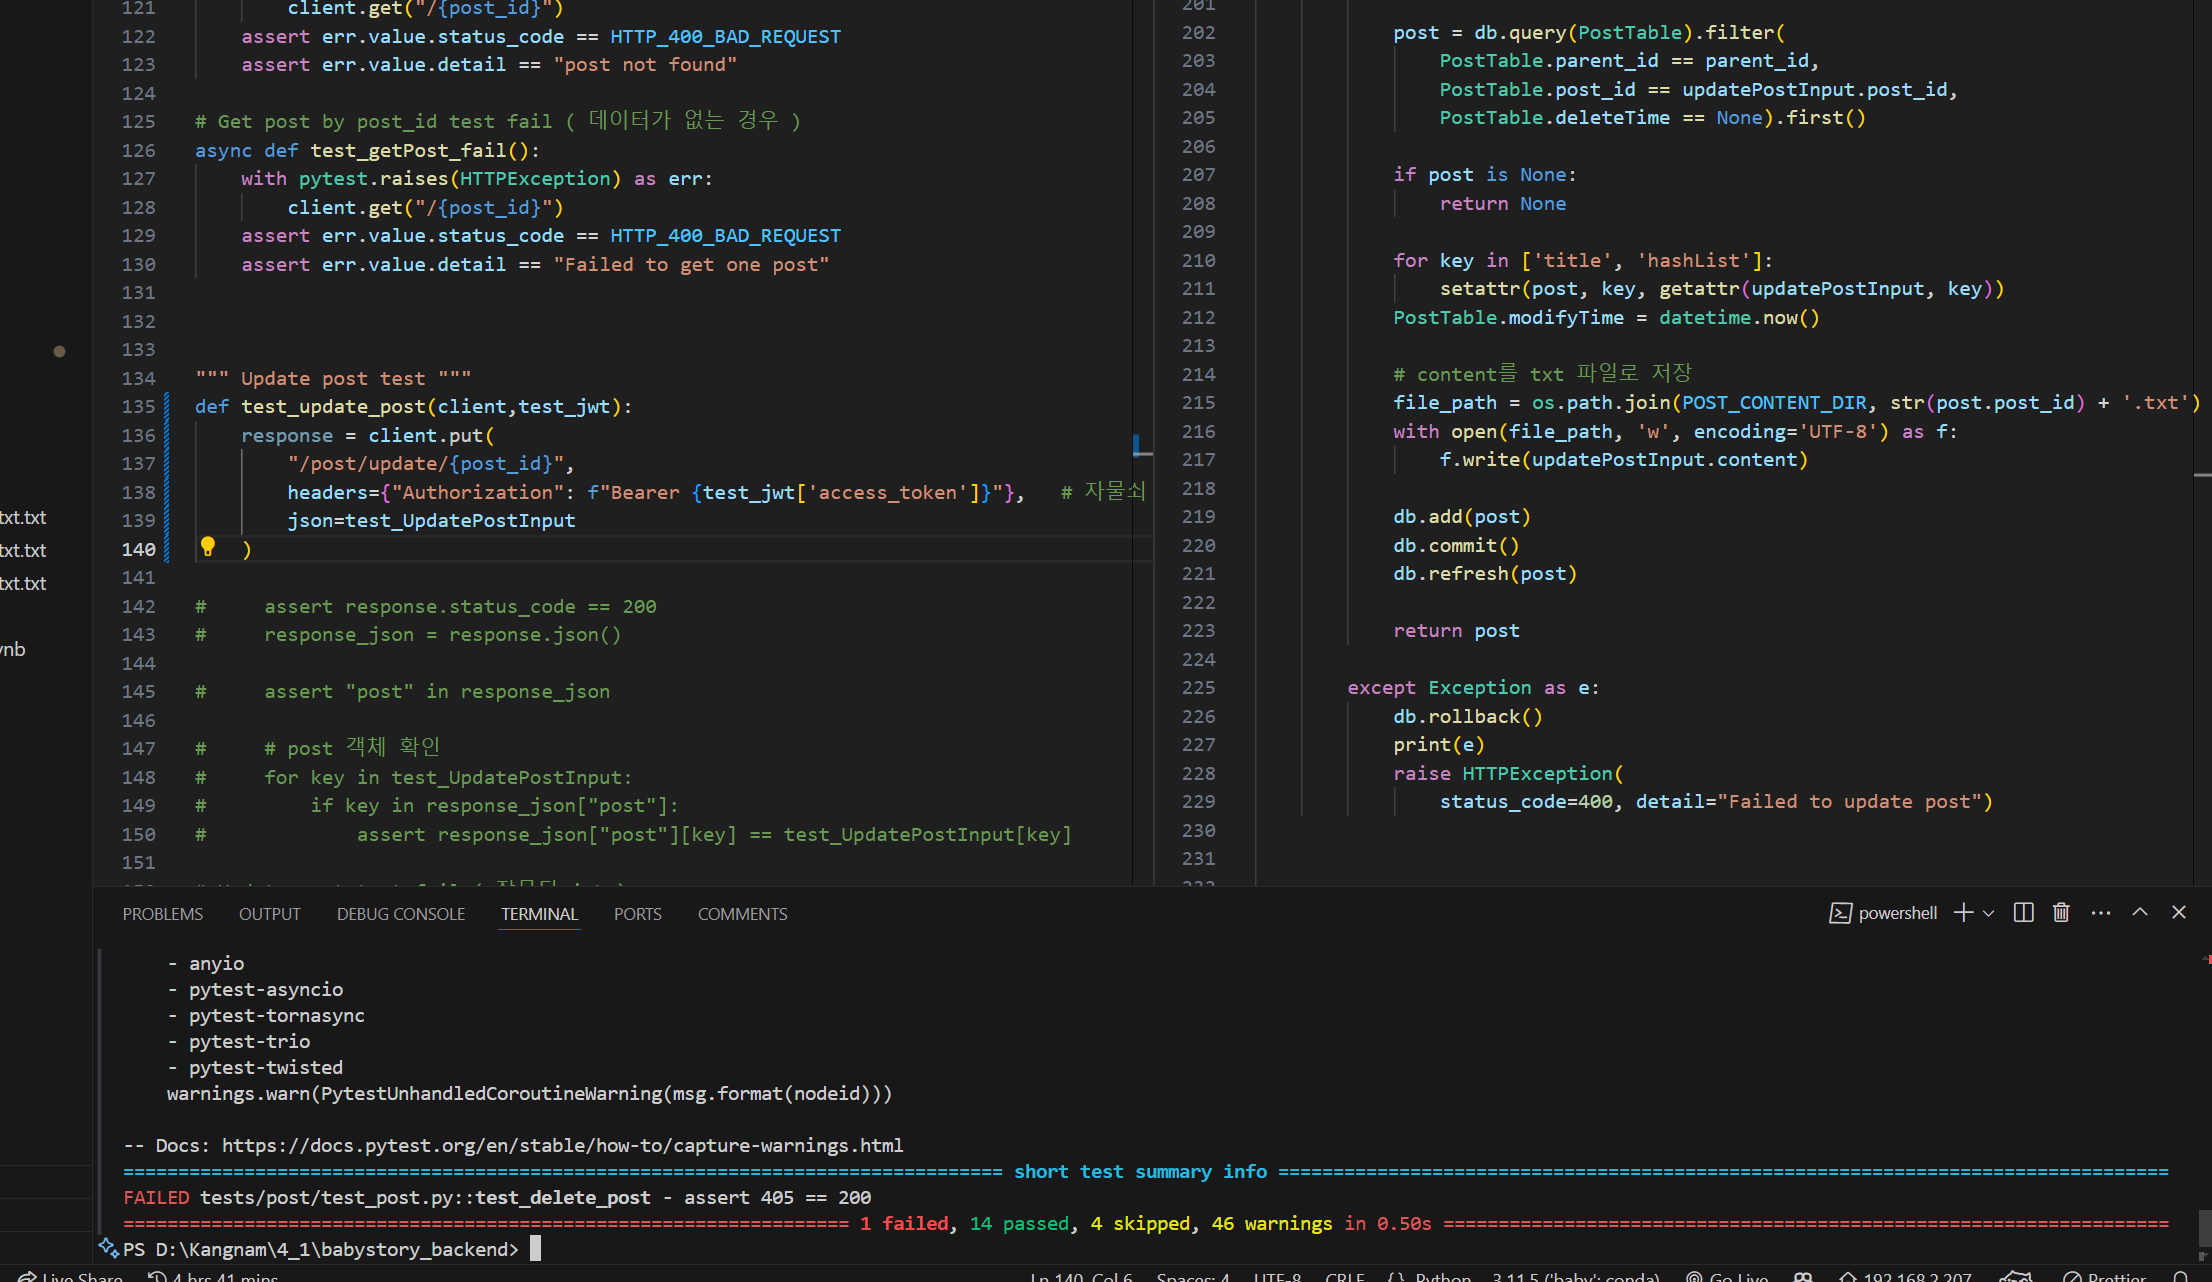 121 client.get("/{post_id}")
122 assert err.value.status_code == HTTP_400_BAD_REQUEST
123 assert err.value.detail == "post not found"
124
125 # Get post by post_id test fail ( 데이터가 없는 경우 )
126 async def test_getPost_fail():
127 with pytest.raises(HTTPException) as err:
128 client.get("/{post_id}")
129 assert err.value.status_code == HTTP_400_BAD_REQUEST
130 assert err.value.detail == "Failed to get one post"
131
132
133
134 """ Update post test """
135 def test_update_post(client,test_jwt):
136 response = client.put(
137 "/post/update/{post_id}",
138 headers={"Authorization": f"Bearer {test_jwt['access_token']}"}, # 자물쇠
139 json=test_UpdatePostInput
140 )
141
142 # assert response.status_code == 200
143 # response_json = response.json()
144
145 # assert "post" in response_json
146
147 # # post 객체 확인
148 # for key in test_UpdatePostInput:
149 # if key in response_json["post"]:
150 # assert response_json["post"][key] == test_UpdatePostInput[key]
151
201
202 post = db.query(PostTable).filter(
203 PostTable.parent_id == parent_id,
204 PostTable.post_id == updatePostInput.post_id,
205 PostTable.deleteTime == None).first()
206
207 if post is None:
208 return None
209
210 for key in ['title', 'hashList']:
211 setattr(post, key, getattr(updatePostInput, key))
212 PostTable.modifyTime = datetime.now()
213
214 # content를 txt 파일로 저장
215 file_path = os.path.join(POST_CONTENT_DIR, str(post.post_id) + '.txt')
216 with open(file_path, 'w', encoding='UTF-8') as f:
217 f.write(updatePostInput.content)
218
219 db.add(post)
220 db.commit()
221 db.refresh(post)
222
223 return post
224
225 except Exception as e:
226 db.rollback()
227 print(e)
228 raise HTTPException(
229 status_code=400, detail="Failed to update post")
230
231
txt.txt
txt.txt
txt.txt
ynb
PROBLEMS OUTPUT DEBUG CONSOLE TERMINAL PORTS COMMENTS powershell
- anyio
- pytest-asyncio
- pytest-tornasync
- pytest-trio
- pytest-twisted
warnings.warn(PytestUnhandledCoroutineWarning(msg.format(nodeid)))
-- Docs: https://docs.pytest.org/en/stable/how-to/capture-warnings.html
short test summary info
FAILED tests/post/test_post.py::test_delete_post - assert 405 == 200
1 failed, 14 passed, 4 skipped, 46 warnings in 0.50s
PS D:\Kangnam\4_1\babystory_backend>
Live Share 4 hrs 41 mins Ln 140, Col 6 Spaces: 4 UTF-8 CRLF {} Python 3.11.5 ('baby': conda) Go Live 192.168.2.207 Prettier